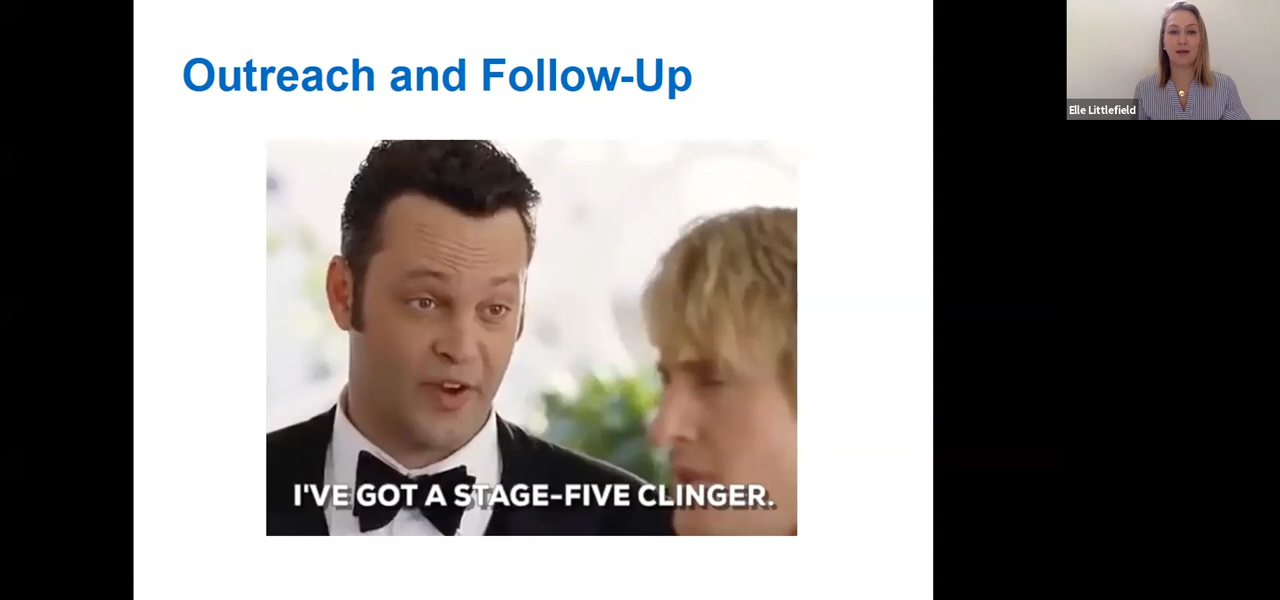 Outreach and Follow-Up
Elle Littlefield
I'VE GOT A STAGE-FIVE CLINGER.